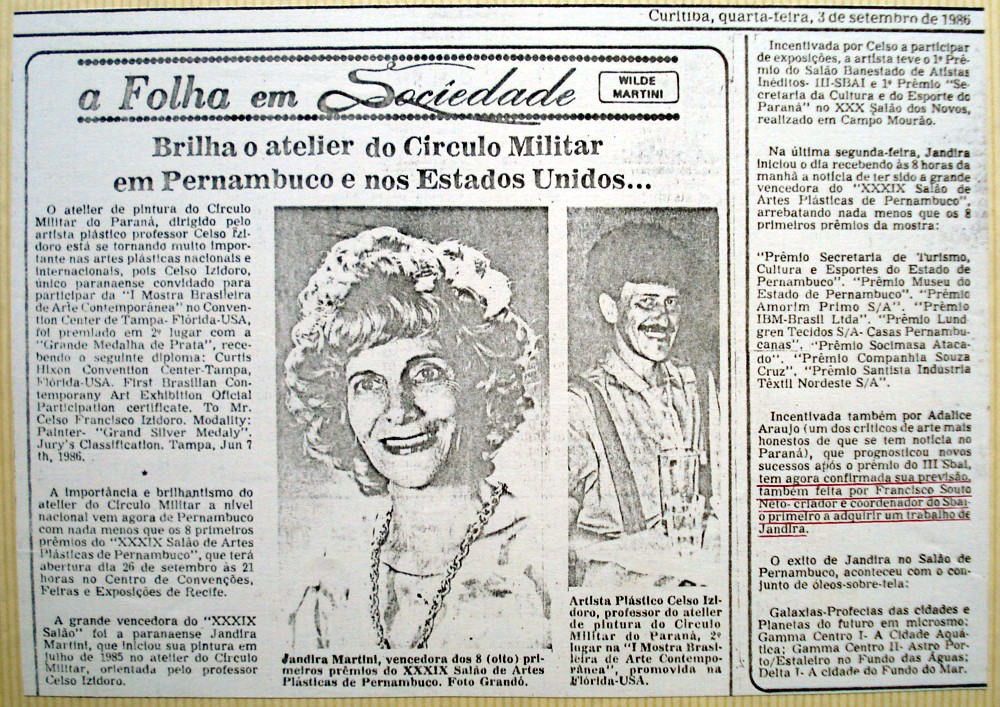 Curitiba, quarta-feira, 3 de setembro de 1986
a Folha em Sociedade
WILDE
MARTINI
Brilha o atelier do Circulo Militar
em Pernambuco e nos Estados Unidos...
O atelier de pintura do Círculo
Militar do Paraná, dirigido pelo
artista plástico professor Celso Izi-
doro está se tornando muito impor-
tante nas artes plásticas nacionais e
internacionais, pois Celso Izidoro,
único paranaense convidado para
participar da "I Mostra Brasileira
de Arte Contemporânea" no Conven-
tion Center de Tampa- Flórida-USA,
foi premiado em 2º lugar com a
"Grande Medalha de Prata", rece-
bendo o seguinte diploma: Curtis
Hixon Convention Center-Tampa,
Flórida-USA. First Brasilian Con-
temporany Art Exhibition Oficial
Participation certificate. To Mr.
Celso Francisco Izidoro. Modality:
Painter- "Grand Silver Medaly".
Jury's Classification. Tampa, Jun 7
th, 1986.
*
A importância e brilhantismo do
atelier do Círculo Militar a nível
nacional vem agora de Pernambuco
com nada menos que os 8 primeiros
prêmios do "XXXIX Salão de Artes
Plásticas de Pernambuco", que terá
abertura dia 26 de setembro às 21
horas no Centro de Convenções,
Feiras e Exposições de Recife.
A grande vencedora do "XXXIX
Salão" foi a paranaense Jandira
Martini, que iniciou sua pintura em
julho de 1985 no atelier do Círculo
Militar, orientada pelo professor
Celso Izidoro.
Jandira Martini, vencedora dos 8 (oito) pri-
meiros prêmios do XXXIX Salão de Artes
Plásticas de Pernambuco. Foto Grandó.
Artista Plástico Celso Izi-
doro, professor do atelier
de pintura do Círculo
Militar do Paraná, 2º
lugar na "I Mostra Brasi-
leira de Arte Contempo-
rânea", promovida na
Flórida-USA.
Incentivada por Celso a participar
de exposições, a artista teve o 1º Prê-
mio do Salão Banestado de Atistas
Inéditos- III-SBAI e 1º Prêmio "Se-
cretaria da Cultura e do Esporte do
Paraná" no XXX Salão dos Novos,
realizado em Campo Mourão.
Na última segunda-feira, Jandira
iniciou o dia recebendo às 8 horas da
manhã a notícia de ter sido a grande
vencedora do "XXXIX Salão de
Artes Plásticas de Pernambuco",
arrebatando nada menos que os 8
primeiros prêmios da mostra:
"Prêmio Secretaria de Turismo,
Cultura e Esportes do Estado de
Pernambuco". "Prêmio Museu do
Estado de Pernambuco". "Prêmio
Amorim Primo S/A". "Prêmio
IBM-Brasil Ltda". "Prêmio Lund
gren Tecidos S/A- Casas Pernambu-
canas". "Prêmio Socimasa Ataca-
do". "Prêmio Companhia Souza
Cruz". "Prêmio Santista Indústria
Têxtil Nordeste S/A".
Incentivada também por Adalice
Araujo (um dos críticos de arte mais
honestos de que se tem notícia no
Paraná), que prognosticou novos
sucessos após o prêmio do III Sbai,
tem agora confirmada sua previsão,
também feita por Francisco Souto
Neto- criador e coordenador do Sbai-
o primeiro a adquirir um trabalho de
Jandira.
O exito de Jandira no Salão de
Pernambuco, aconteceu com o con-
junto de óleos-sobre-tela:
Galaxias-Profecias das cidades e
Planetas do futuro em microsmo:
Gamma Centro I- A Cidade Aquá-
tica; Gamma Centro II- Astro Por-
to/Estaleiro no Fundo das Águas;
Delta I- A cidade do Fundo do Mar.